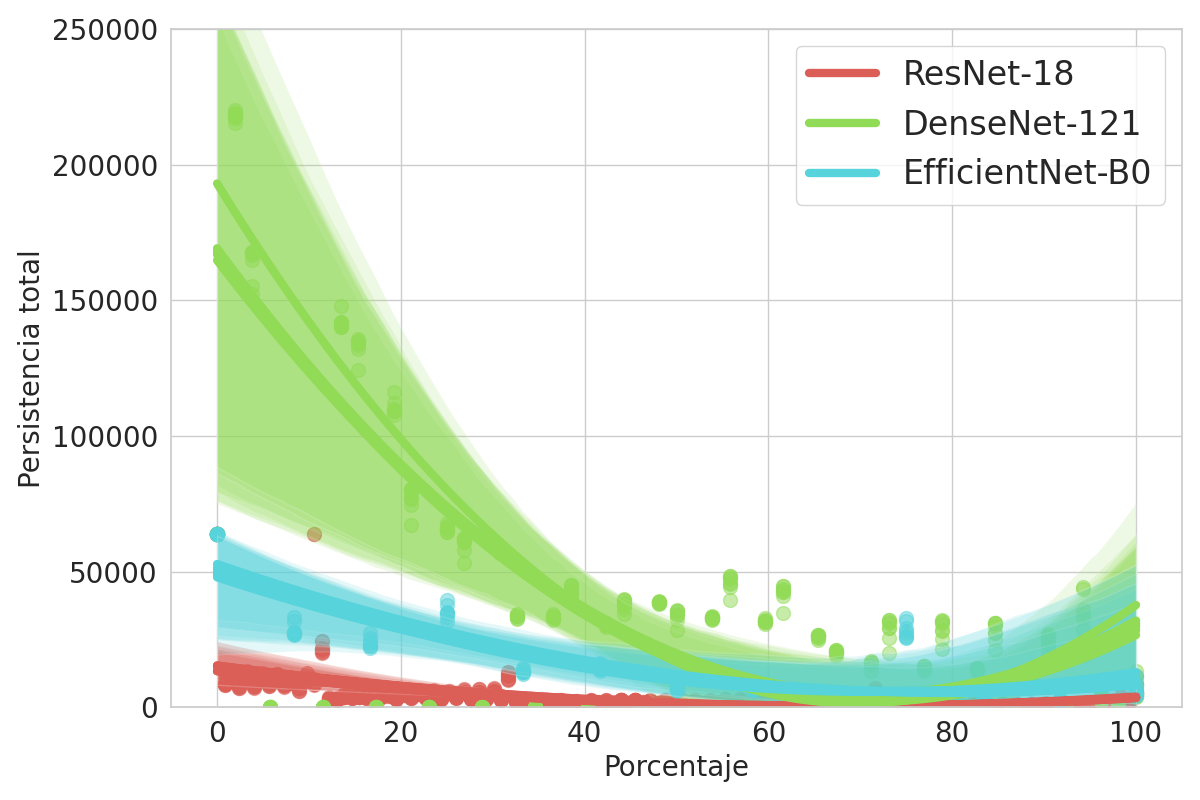 250000
200000
150000
100000
50000
0
Persistencia total
ResNet-18
DenseNet-121
EfficientNet-B0
0 20 40 60 80 100
Porcentaje